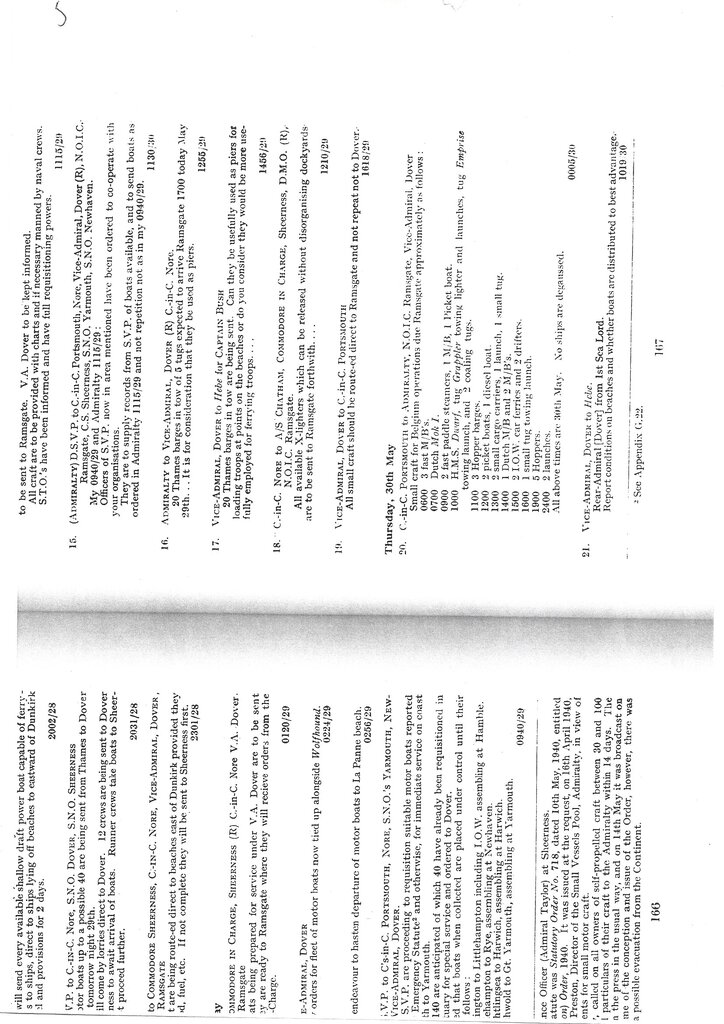 5
will send every available shallow draft power boat capable of ferry-
s to ships, direct to ships lying off beaches to eastward of Dunkirk
l and provisions for 2 days.
2002/28
V.P. to C.-IN-C. NORE, S.N.O. DOVER, S.N.O. SHEERNESS
otor boats up to a possible 40 are being sent from Thames to Dover
tomorrow night 29th.
ill come by lorries direct to Dover. 12 crews are being sent to Dover
ness to await arrival of boats. Runner crews take boats to Sheer-
t proceed further.
2031/28
to COMMODORE SHEERNESS, C.-IN-C. NORE, VICE-ADMIRAL, DOVER,
RAMSGATE
t are being route-ed direct to beaches east of Dunkirk provided they
d, fuel, etc. If not complete they will be sent to Sheerness first.
2301/28
ay
OMMODORE IN CHARGE, SHEERNESS (R) C.-IN-C. NORE V.A. DOVER.
Ramsgate
ats being prepared for service under V.A. Dover are to be sent
ey are ready to Ramsgate where they will recieve orders from the
-Charge.
0120/29
E-ADMIRAL DOVER
orders for fleet of motor boats now tied up alongside Wolfhound.
0224/29
endeavour to hasten departure of motor boats to La Panne beach.
0256/29
.V.P. to C'S-IN-C. PORTSMOUTH, NORE, S.N.O.'S YARMOUTH, NEW-
VICE-ADMIRAL, DOVER.
S.V.P. are proceeding to requisition suitable motor boats reported
Emergency Statute² and otherwise, for immediate service on coast
th to Yarmouth.
40 are anticipated of which 40 have already been requisitioned in
uary for special service and ordered to Dover.
d that boats when collected are placed under control until their
follows:
ington to Littlehampton including I.O.W. assembling at Hamble.
ehampton to Rye, assembling at Newhaven.
htlingsea to Harwich, assembling at Harwich.
hwold to Gt. Yarmouth, assembling at Yarmouth.
0940/29
nce Officer (Admiral Taylor) at Sheerness.
atute was Statutory Order No. 718, dated 10th May, 1940, entitled
on) Order, 1940. It was issued at the request, on 16th April 1940,
Preston, Director of the Small Vessels Pool, Admiralty, in view of
ents for small motor craft.
, called on all owners of self-propelled craft between 30 and 100
particulars of their craft to the Admiralty within 14 days. The
the press in the usual way, and on 14th May it was broadcast on
me of the conception and issue of the Order, however, there was
a possible evacuation from the Continent.
166
to be sent to Ramsgate. V.A. Dover to be kept informed.
All craft are to be provided with charts and if necessary manned by naval crews.
S.T.O.'s have been informed and have full requisitioning powers.
1115/29
15. (ADMIRALTY) D.S.V.P. to C.-IN-C. Portsmouth, Nore, Vice-Admiral, Dover (R), N.O.I.C.
Ramsgate, C.S. Sheerness, S.N.O. Yarmouth, S.N.O. Newhaven.
My 0940/29 and Admiralty 1115/29:
Officers of S.V.P. now in area mentioned have been ordered to co-operate with
your organisations.
They are to supply records from S.V.P. of boats available, and to send boats as
ordered in Admiralty 1115/29 and not repetition not as in my 0940/29.
1130/30
16. ADMIRALTY to VICE-ADMIRAL, DOVER (R) C.-IN-C. NORE.
20 Thames barges in tow of 5 tugs expected to arrive Ramsgate 1700 today May
29th... It is for consideration that they be used as piers.
1255/29
17. VICE-ADMIRAL, DOVER to Hebe for CAPTAIN BUSH
20 Thames barges in tow are being sent. Can they be usefully used as piers for
loading troops at points on the beaches or do you consider they would be more use-
fully employed for ferrying troops....
1456/29
18. C.-IN-C. NORE to A/S CHATHAM, COMMODORE IN CHARGE, SHEERNESS, D.M.O. (R),
N.O.I.C. RAMSGATE.
All available X-lighters which can be released without disorganising dockyards
are to be sent to Ramsgate forthwith....
1210/29
19. VICE-ADMIRAL, DOVER to C.-IN-C. PORTSMOUTH
All small craft should be route-ed direct to Ramsgate and not repeat not to Dover.
1618/29
Thursday, 30th May
20. C.-IN-C. PORTSMOUTH to ADMIRALTY, N.O.I.C. Ramsgate, Vice-Admiral, Dover
Small craft for Belgium operations due Ramsgate approximately as follows:
0600 3 fast M/B's.
0700 Dutch Mok I.
0900 2 fast paddle steamers, 1 M/B, 1 Picket boat.
1000 H.M.S. Dwarf, tug Grappler towing lighter and launches, tug Emprise
towing launch, and 2 coaling tugs.
1100 3 Hopper barges.
1200 2 picket boats, 1 diesel boat.
1300 2 small cargo carriers, 1 launch, 1 small tug.
1400 1 Dutch M/B and 2 M/B's.
1500 2 I.O.W. car ferries and 2 drifters.
1600 1 small tug towing launch.
1900 5 Hoppers.
2400 2 launches.
All above times are 30th May. No ships are degaussed.
0005/30
21. VICE-ADMIRAL, DOVER to Hebe.
Rear-Admiral [Dover] from 1st Sea Lord.
Report conditions on beaches and whether boats are distributed to best advantage.
1019/30
See Appendix G,22.
167